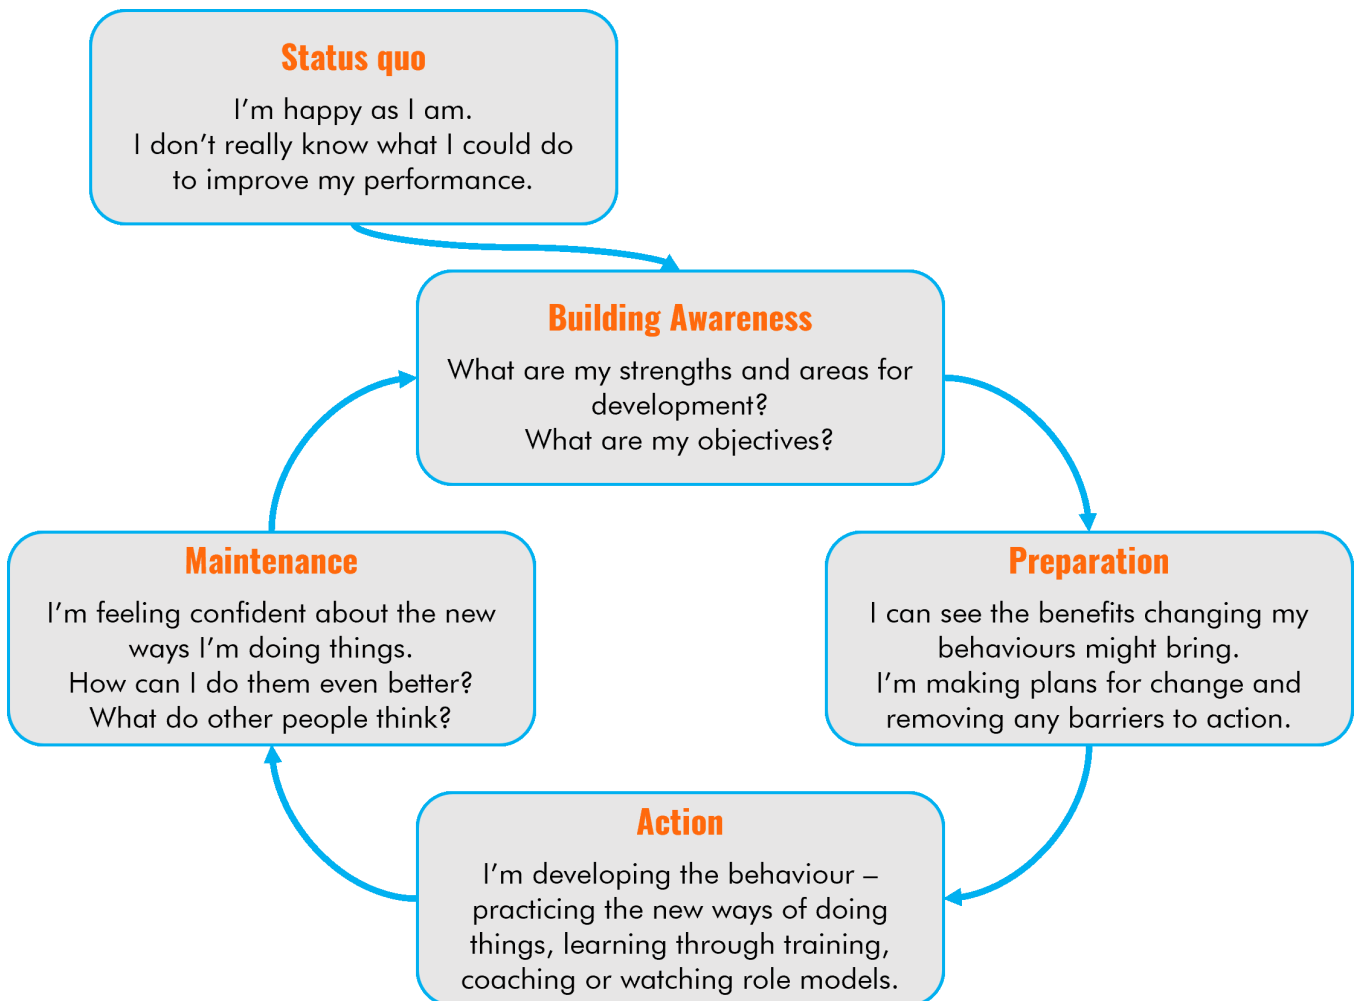 Status quo
I'm happy as I am.
I don't really know what I could do
to improve my performance.
Building Awareness
What are my strengths and areas for
development?
What are my objectives?
Maintenance
I'm feeling confident about the new
ways I'm doing things.
How can I do them even better?
What do other people think?
Preparation
I can see the benefits changing my
behaviours might bring.
I'm making plans for change and
removing any barriers to action.
Action
I'm developing the behaviour –
practicing the new ways of doing
things, learning through training,
coaching or watching role models.